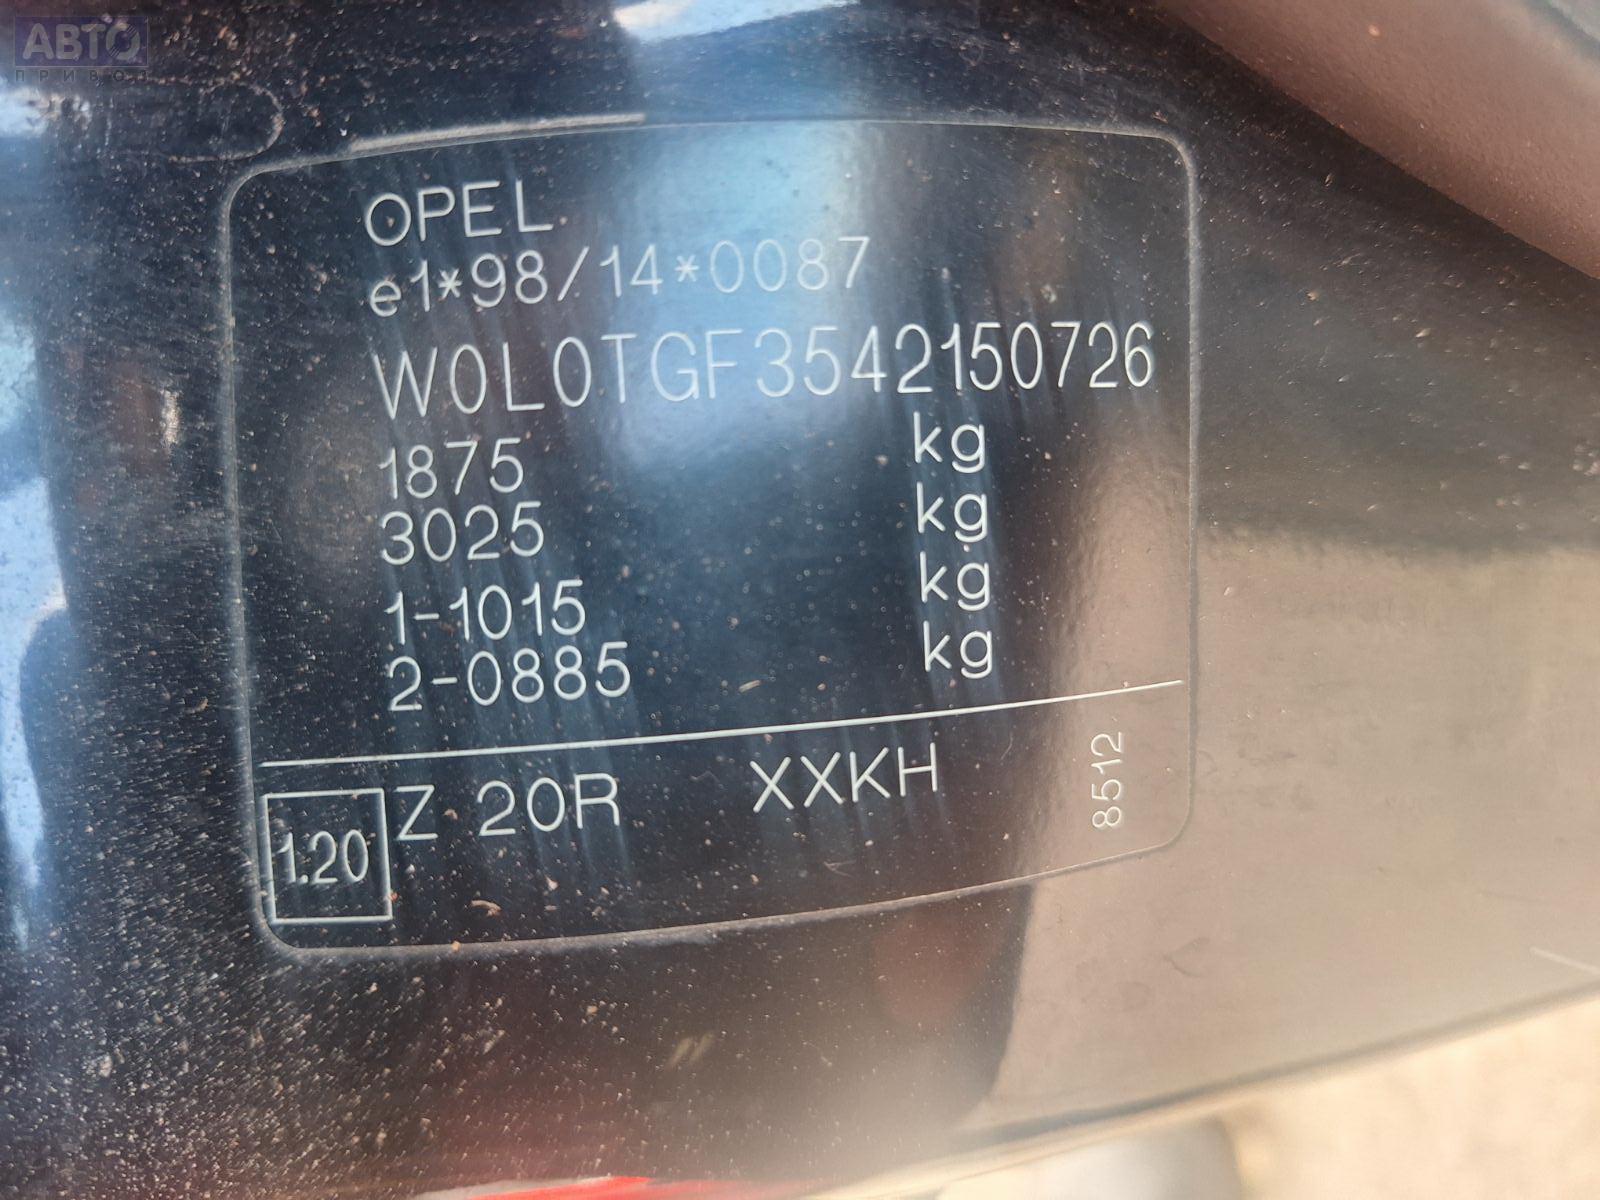 АВТО
ПРИВОЗ
OPEL
e1*98/14*0087
W0L0TGF3542150726
1875 kg
3025 kg
1-1015 kg
2-0885 kg
1.20 Z 20R XXKH 8512